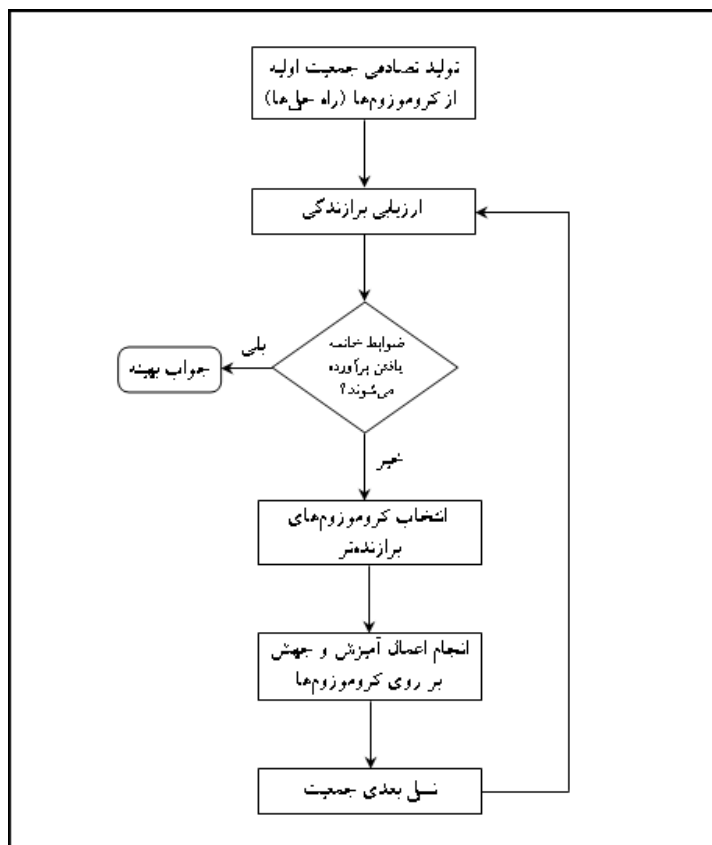 تولید تصادفی جمعیت اولیه
از کروموزوم‌ها (راه حل‌ها)
ارزیابی برازندگی
ضوابط خاتمه
یافتن برآورده
می‌شوند؟
بلی
جواب بهینه
خیر
انتخاب کروموزوم‌های
برازنده‌تر
انجام اعمال آمیزش و جهش
بر روی کروموزوم‌ها
نسل بعدی جمعیت